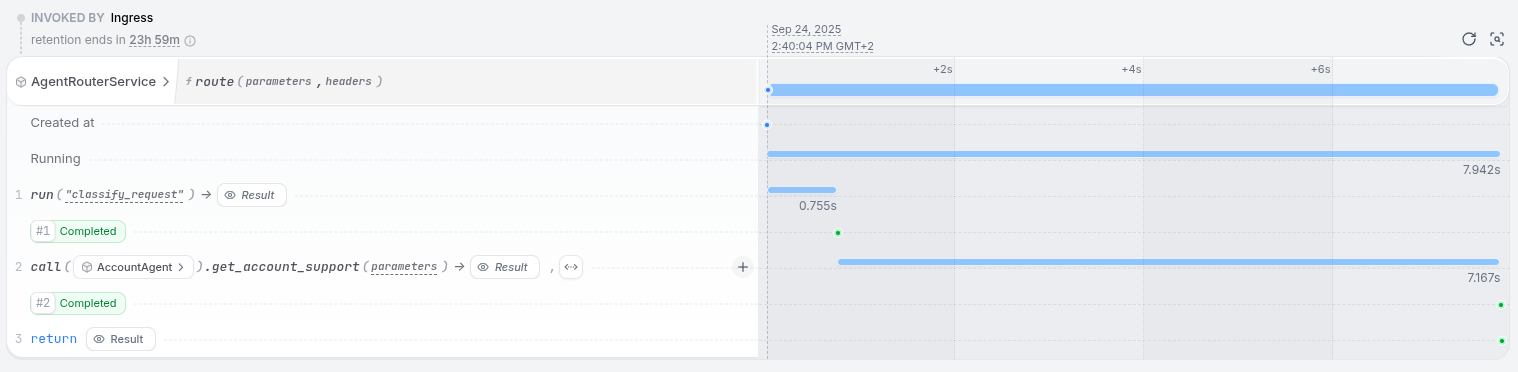 INVOKED BY Ingress
retention ends in 23h 59m
Sep 24, 2025
2:40:04 PM GMT+2
AgentRouterService
f route(parameters, headers)
+2s
+4s
+6s
Created at
Running
7.942s
1 run("classify_request") → Result
0.755s
#1 Completed
2 call(AccountAgent).get_account_support(parameters) → Result ,
7.167s
#2 Completed
3 return Result